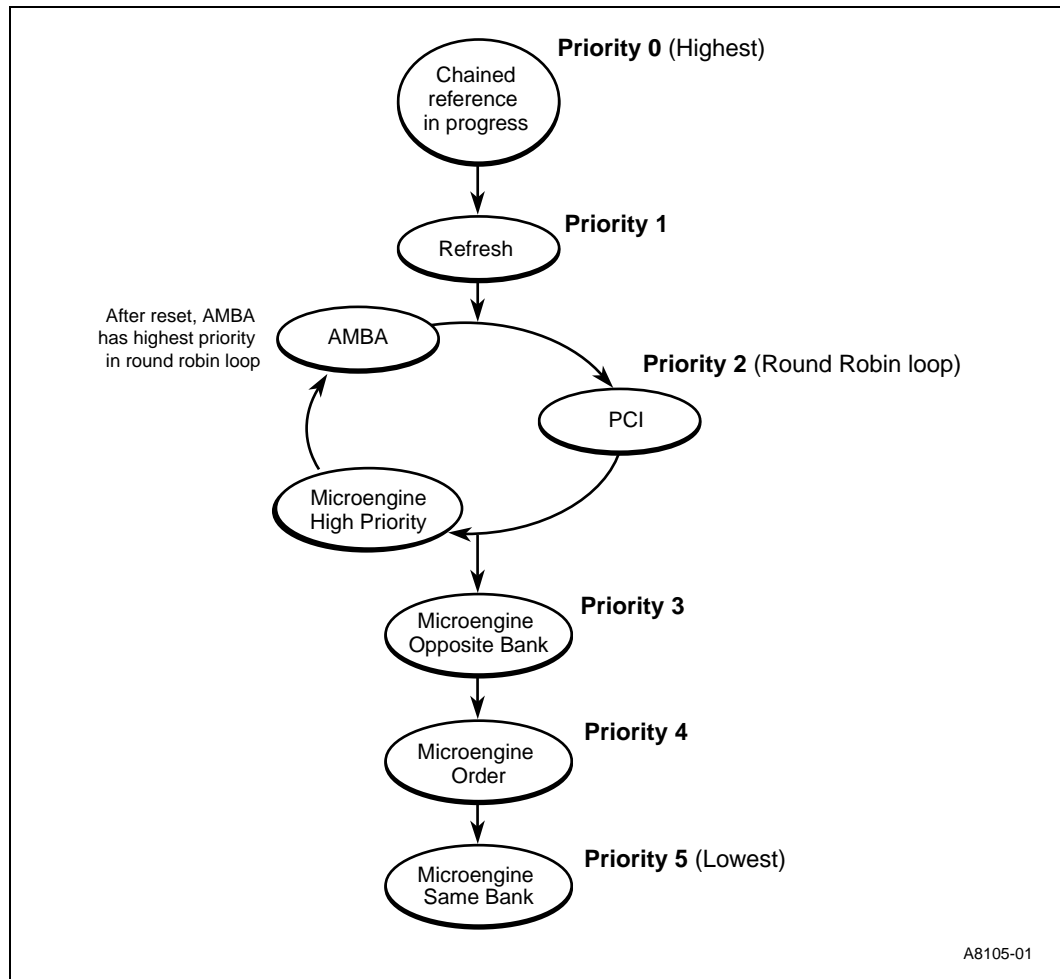 Priority 0 (Highest)
Chained
reference
in progress
Priority 1
Refresh
After reset, AMBA
has highest priority
in round robin loop
AMBA
Priority 2 (Round Robin loop)
PCI
Microengine
High Priority
Priority 3
Microengine
Opposite Bank
Priority 4
Microengine
Order
Priority 5 (Lowest)
Microengine
Same Bank
A8105-01